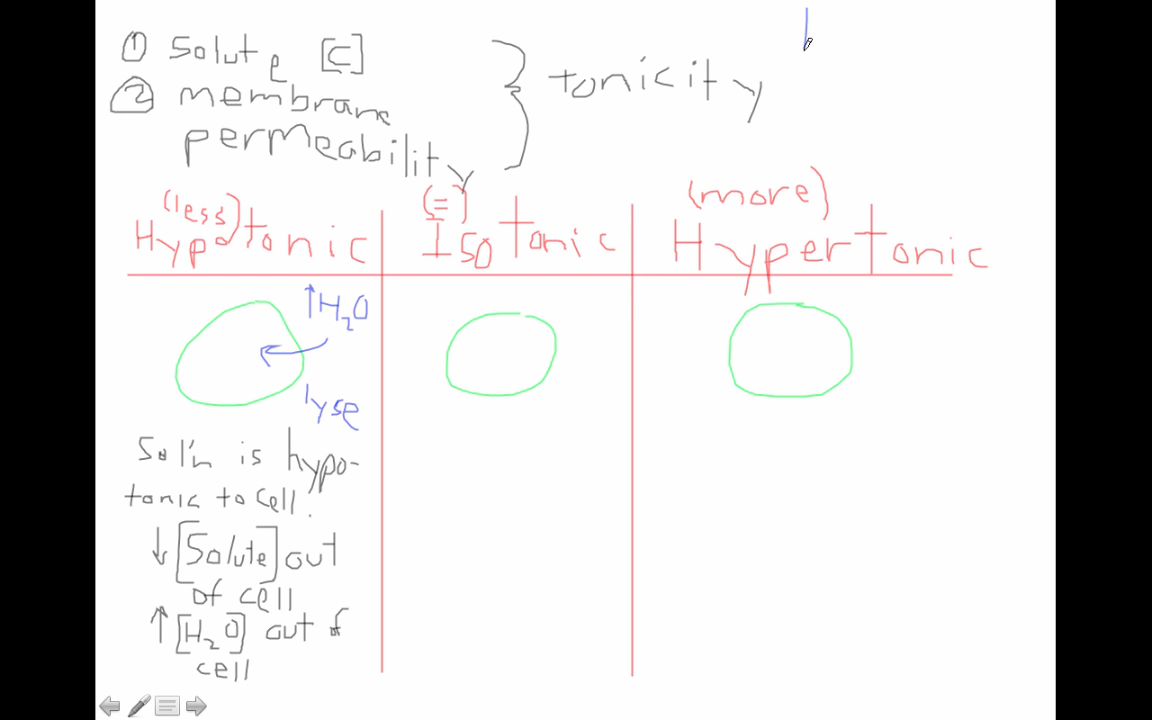 ① Solute [C]
② membrane
permeability
} tonicity
(less)
Hypotonic
(=)
Isotonic
(more)
Hypertonic
↑H₂O
lyse
Sol'n is hypo-
tonic to cell.
↓[Solute] out
of cell
↑[H₂O] out of
cell